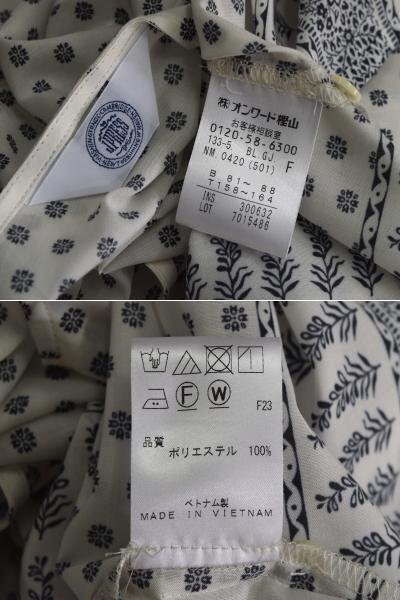 J.PRESS
㈱オンワード樫山
お客様相談室
0120-58-6300
133-5 BL.GJ
NM.0420 (501) F
B 81～ 88
T158～164
INS 300632
LOT 7015486
F W F23
品質 ポリエステル 100%
ベトナム製
MADE IN VIETNAM